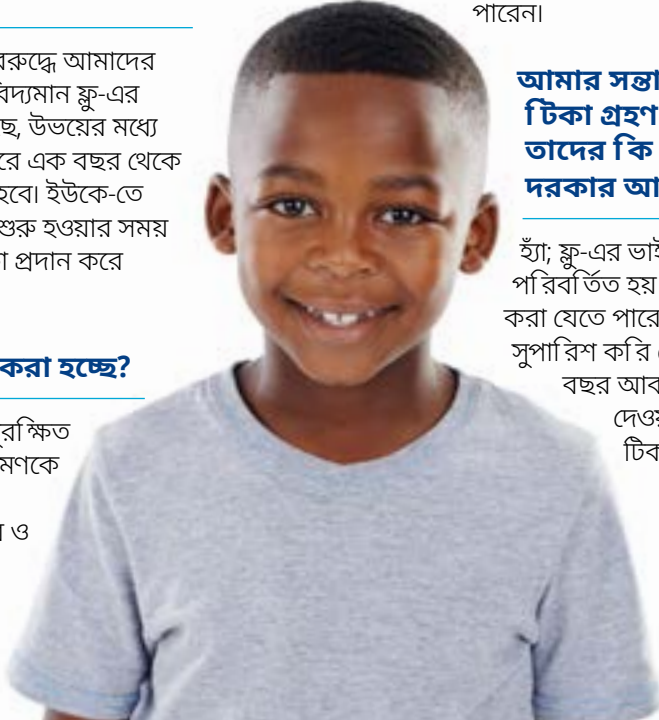 রুদ্ধে আমাদের
বিদ্যমান ফ্লু-এর
ছে, উভয়ের মধ্যে
রে এক বছর থেকে
হবে। ইউকে-তে
শুরু হওয়ার সময়
প্রদান করে
করা হচ্ছে?
রক্ষিত
মণকে
ও
পারেন।
আমার সন্তা
টিকা গ্রহণ
তাদের কি
দরকার আ
হ্যাঁ; ফ্লু-এর ভাই
পরিবর্তিত হয়
করা যেতে পারে
সুপারিশ করি
বছর আব
দেওয়
টিক